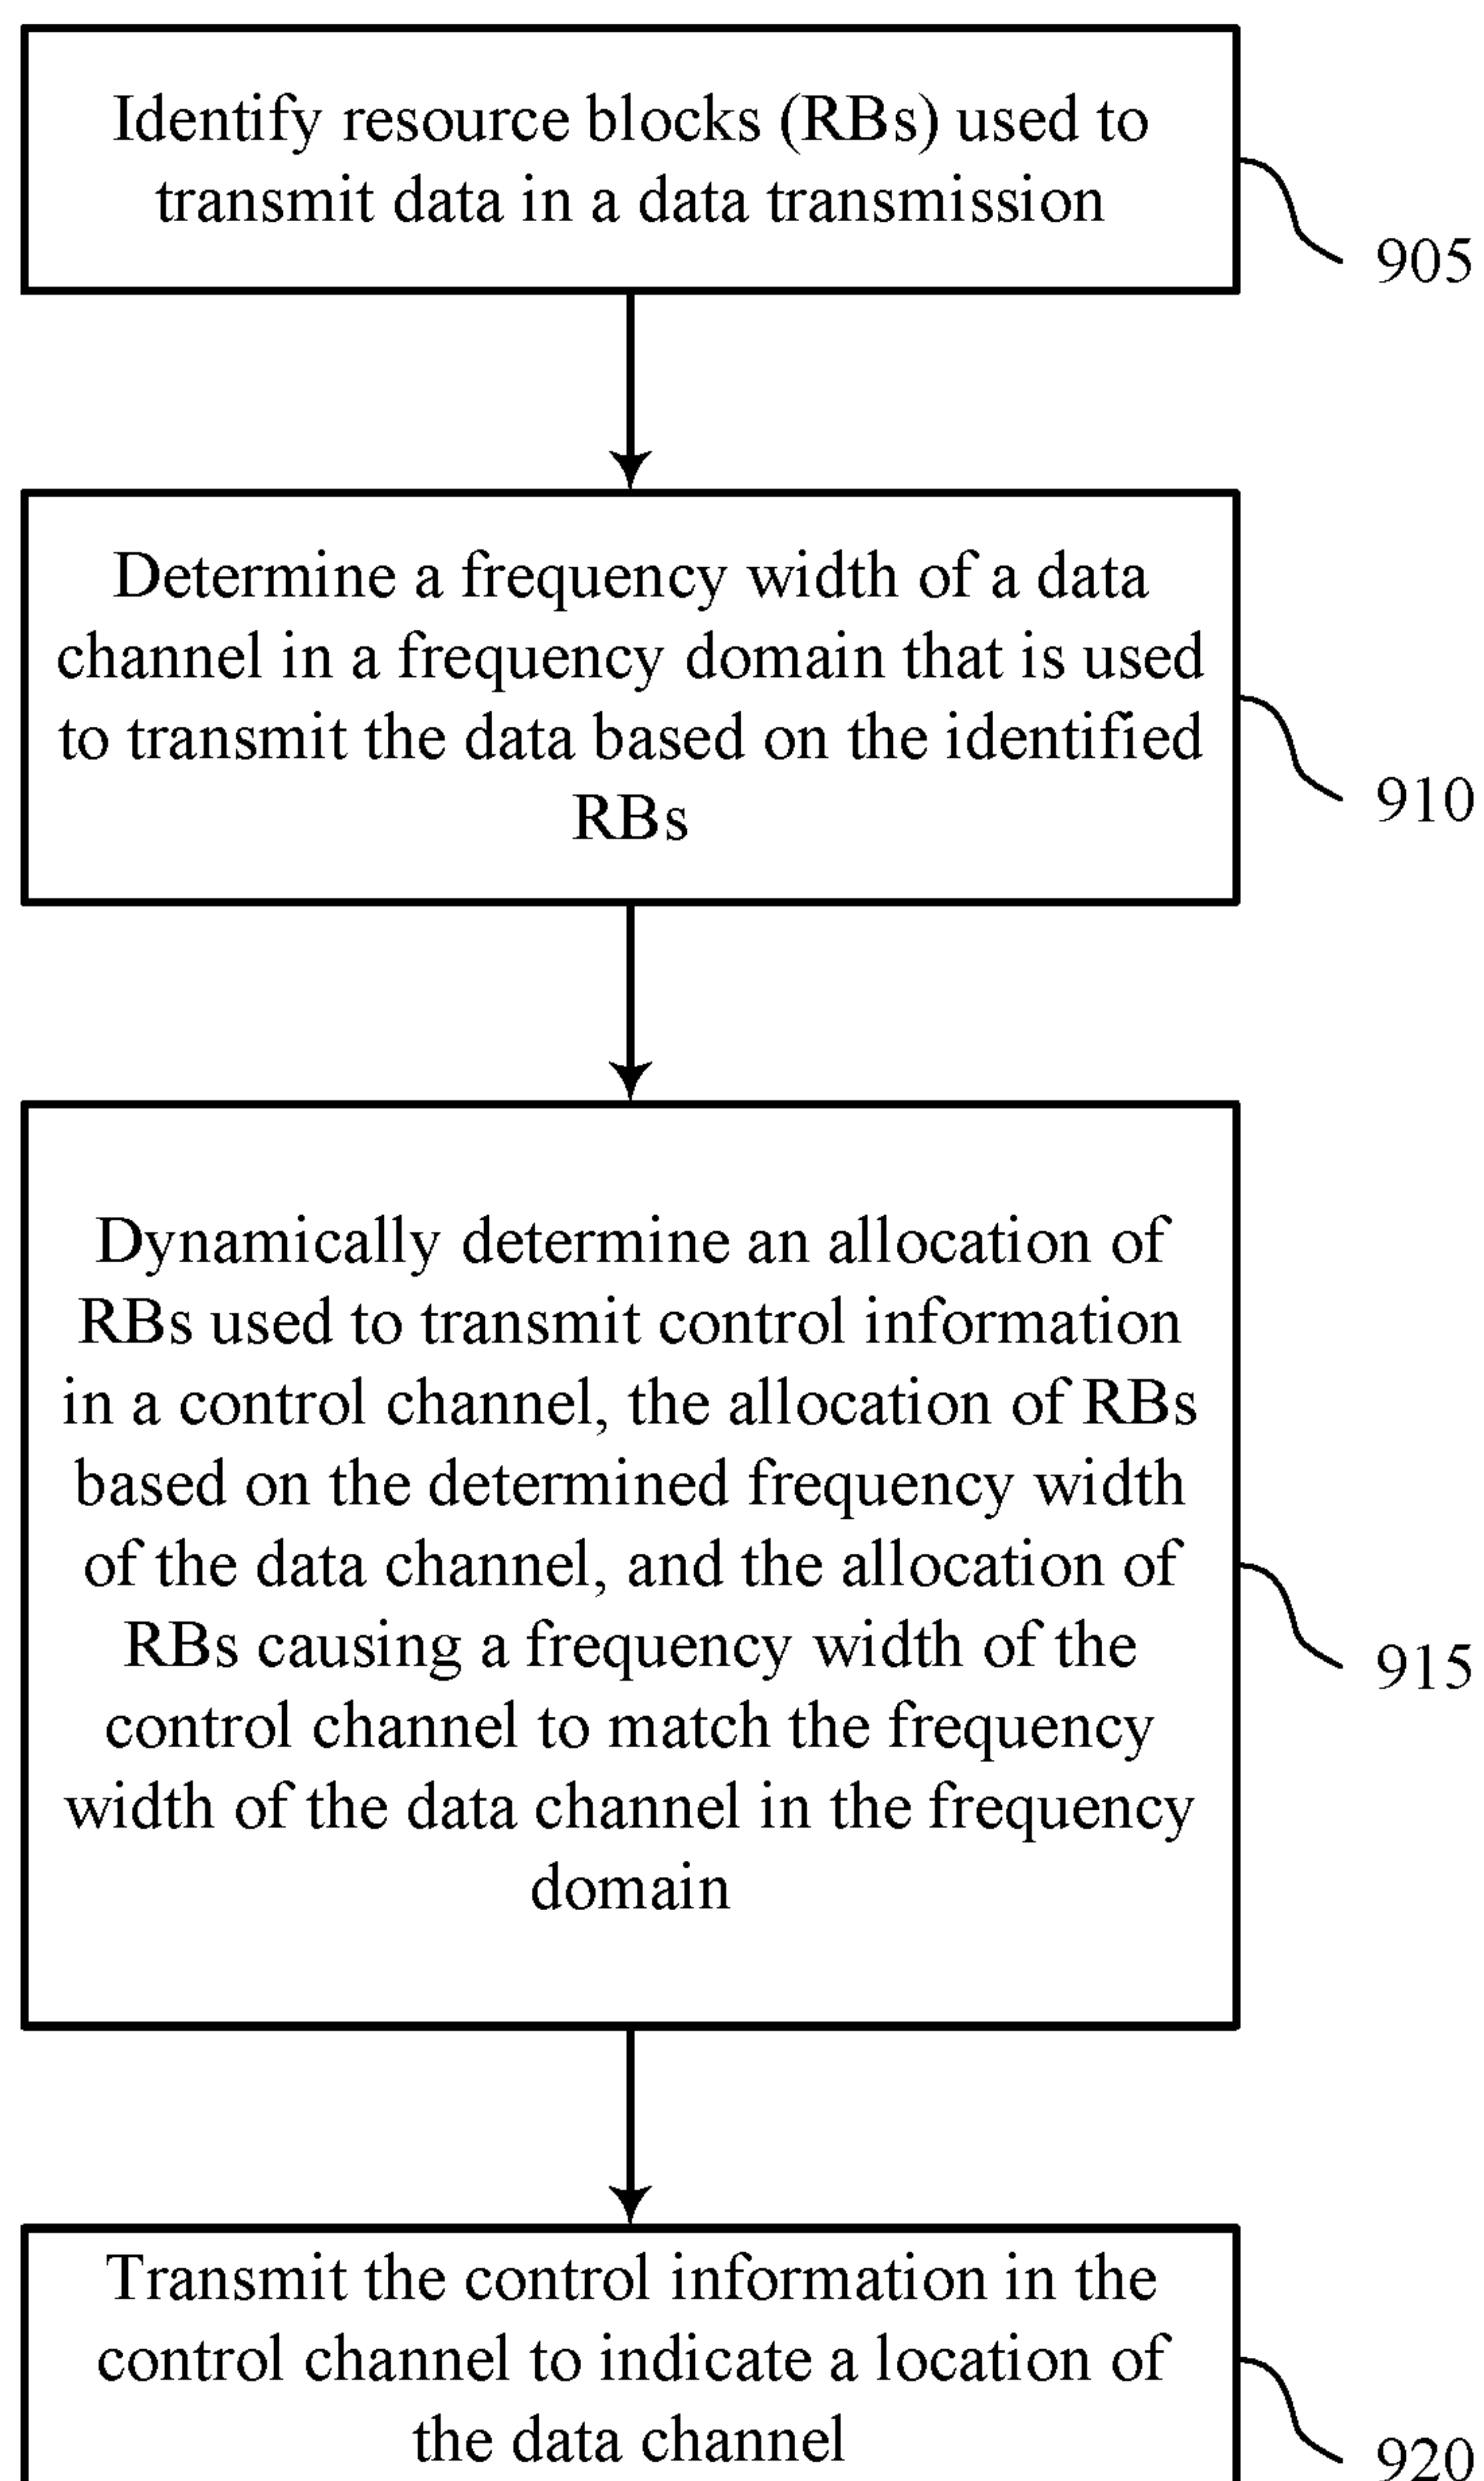 Identify resource blocks (RBs) used to
transmit data in a data transmission
905
Determine a frequency width of a data
channel in a frequency domain that is used
to transmit the data based on the identified
RBs
910
Dynamically determine an allocation of
RBs used to transmit control information
in a control channel, the allocation of RBs
based on the determined frequency width
of the data channel, and the allocation of
RBs causing a frequency width of the
control channel to match the frequency
width of the data channel in the frequency
domain
915
Transmit the control information in the
control channel to indicate a location of
the data channel
920